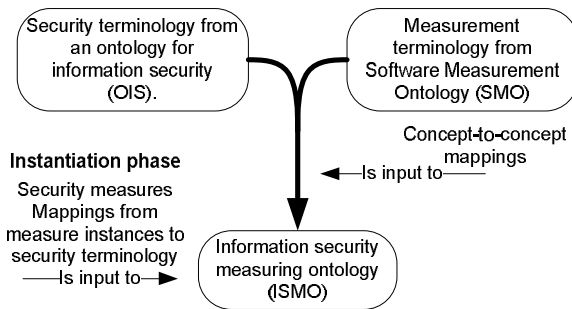 Security terminology from
an ontology for
information security
(OIS).
Measurement
terminology from
Software Measurement
Ontology (SMO)
Concept-to-concept
mappings
Is input to
Instantiation phase
Security measures
Mappings from
measure instances to
security terminology
Is input to
Information security
measuring ontology
(ISMO)